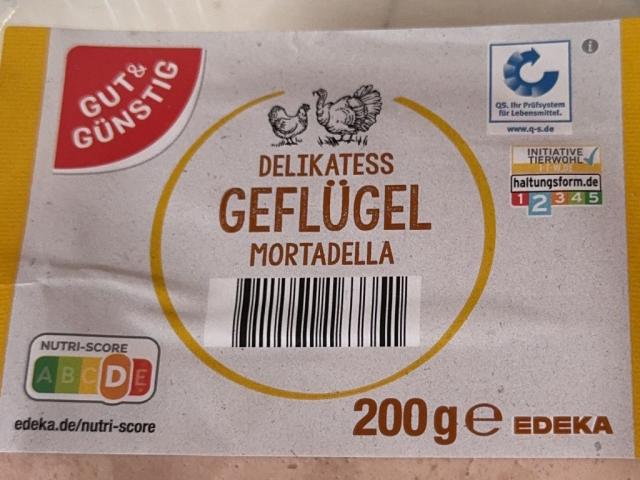 GUT&
GÜNSTIG
QS. Ihr Prüfsystem
für Lebensmittel.
www.q-s.de
INITIATIVE
TIERWOHL
haltungsform.de
1 2 3 4 5
DELIKATESS
GEFLÜGEL
MORTADELLA
NUTRI-SCORE
A B C D E
edeka.de/nutri-score
200 g e EDEKA